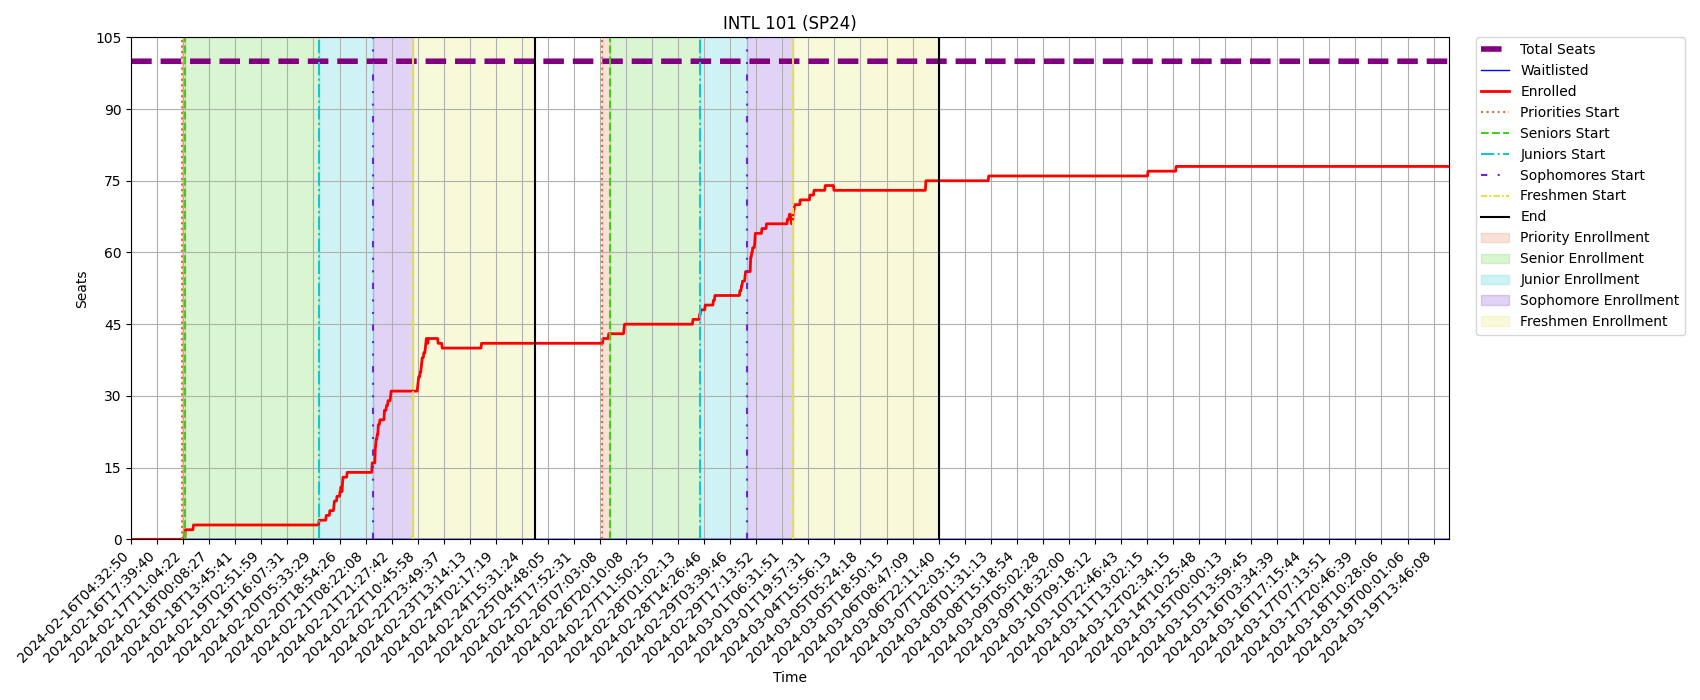 INTL 101 (SP24)
105
90
75
60
45
30
15
0
Seats
2024-02-16T04:32:50
2024-02-16T17:39:40
2024-02-17T11:04:22
2024-02-18T00:08:27
2024-02-18T13:45:41
2024-02-19T02:51:59
2024-02-19T16:07:31
2024-02-20T05:33:29
2024-02-20T18:54:26
2024-02-21T08:22:08
2024-02-21T21:27:42
2024-02-22T10:45:58
2024-02-22T23:49:37
2024-02-23T13:14:13
2024-02-24T02:17:19
2024-02-24T15:31:24
2024-02-25T04:48:05
2024-02-25T17:52:31
2024-02-26T07:03:08
2024-02-26T20:10:08
2024-02-27T11:50:25
2024-02-28T01:02:13
2024-02-28T14:26:46
2024-02-29T03:39:46
2024-02-29T17:13:52
2024-03-01T06:31:51
2024-03-01T19:57:31
2024-03-04T15:56:13
2024-03-05T05:24:18
2024-03-05T18:50:15
2024-03-06T08:47:09
2024-03-06T22:11:40
2024-03-07T12:03:15
2024-03-08T01:31:13
2024-03-08T15:18:54
2024-03-09T05:02:28
2024-03-09T18:32:00
2024-03-10T09:18:12
2024-03-10T22:46:43
2024-03-11T13:02:15
2024-03-12T02:34:15
2024-03-14T10:25:48
2024-03-15T00:00:13
2024-03-15T13:59:45
2024-03-16T03:34:39
2024-03-16T17:15:44
2024-03-17T07:13:51
2024-03-17T20:46:39
2024-03-18T10:28:06
2024-03-19T00:01:06
2024-03-19T13:46:08
Time
Total Seats
Waitlisted
Enrolled
Priorities Start
Seniors Start
Juniors Start
Sophomores Start
Freshmen Start
End
Priority Enrollment
Senior Enrollment
Junior Enrollment
Sophomore Enrollment
Freshmen Enrollment